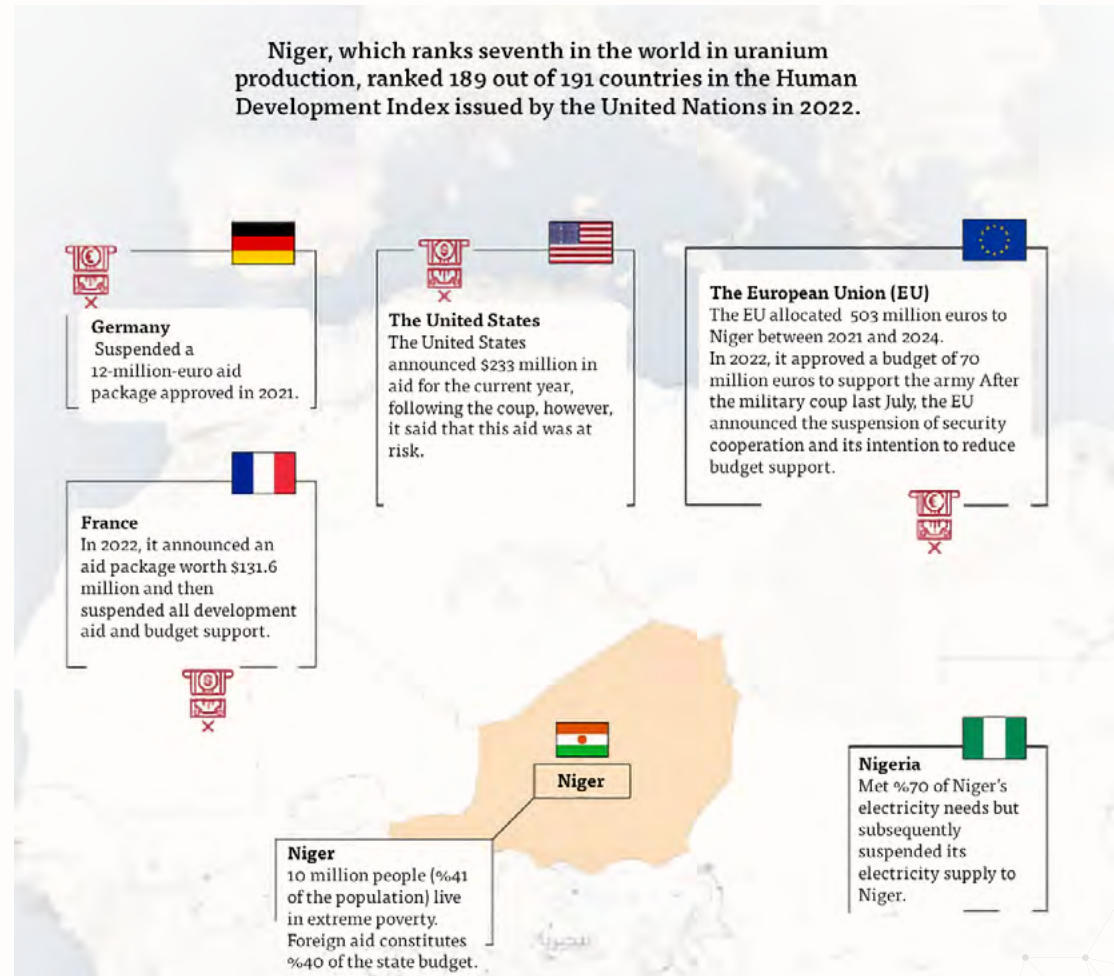 Niger, which ranks seventh in the world in uranium
production, ranked 189 out of 191 countries in the Human
Development Index issued by the United Nations in 2022.
Germany
Suspended a
12-million-euro aid
package approved in 2021.
The United States
The United States
announced $233 million in
aid for the current year,
following the coup, however,
it said that this aid was at
risk.
The European Union (EU)
The EU allocated 503 million euros to
Niger between 2021 and 2024.
In 2022, it approved a budget of 70
million euros to support the army After
the military coup last July, the EU
announced the suspension of security
cooperation and its intention to reduce
budget support.
France
In 2022, it announced an
aid package worth $131.6
million and then
suspended all development
aid and budget support.
Niger
Nigeria
Met %70 of Niger's
electricity needs but
subsequently
suspended its
electricity supply to
Niger.
Niger
10 million people (%41
of the population) live
in extreme poverty.
Foreign aid constitutes
%40 of the state budget.